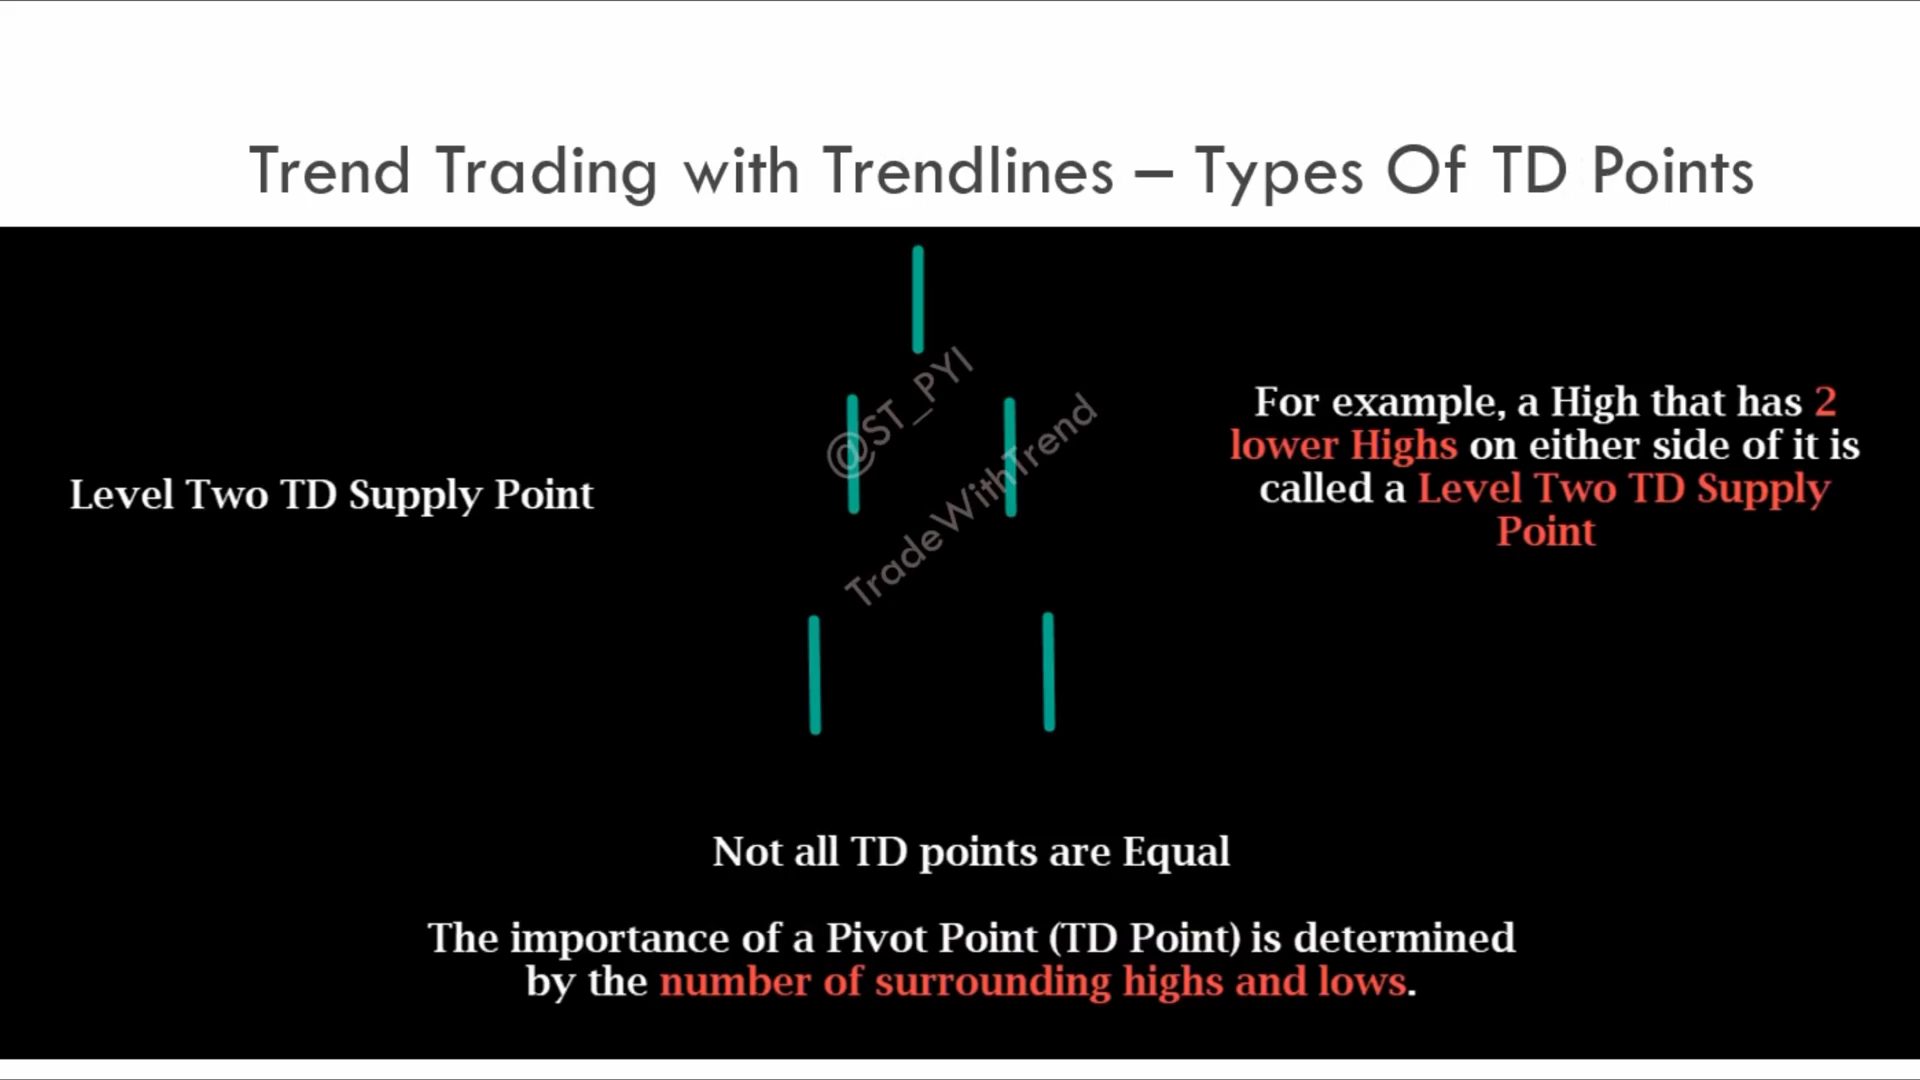 Trend Trading with Trendlines – Types Of TD Points
@ST_PYI
TradeWithTrend
Level Two TD Supply Point
For example, a High that has 2
lower Highs on either side of it is
called a Level Two TD Supply
Point
Not all TD points are Equal
The importance of a Pivot Point (TD Point) is determined
by the number of surrounding highs and lows.